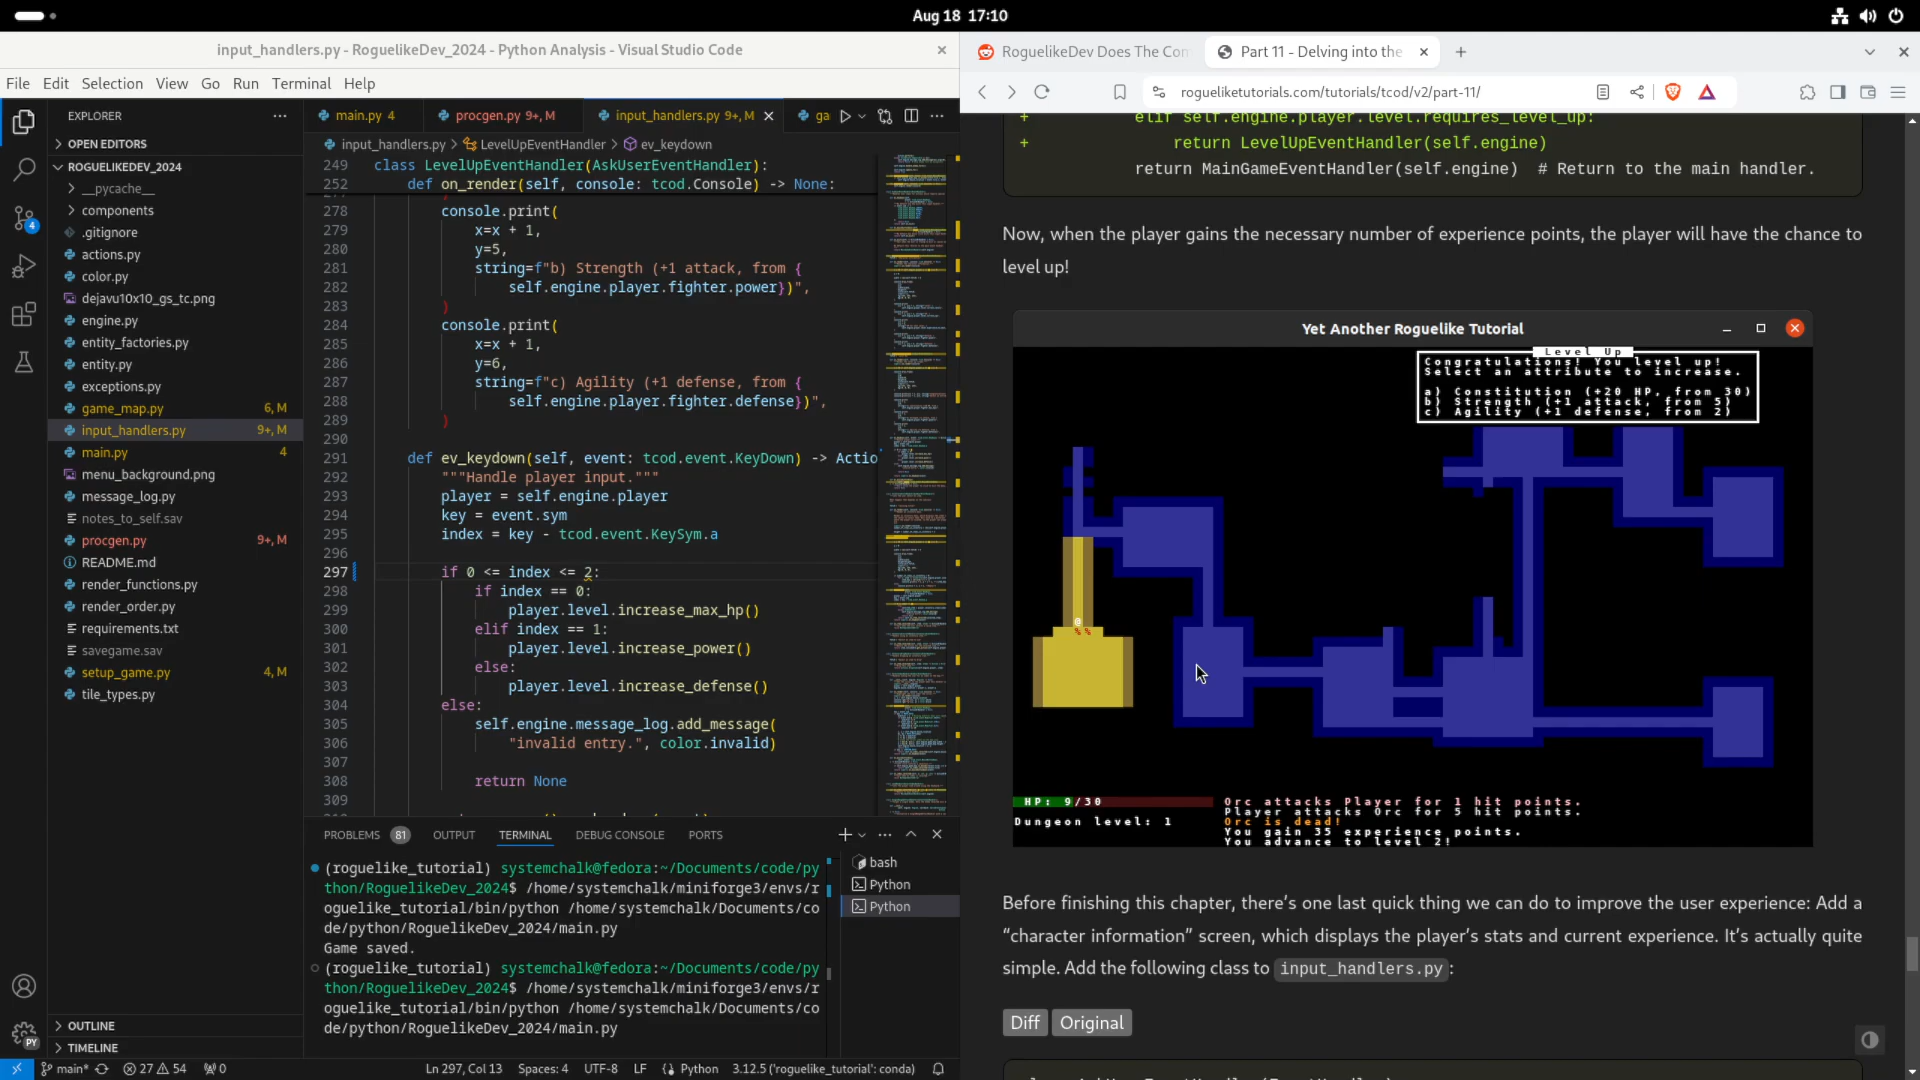 Aug 18 17:10
input_handlers.py - RoguelikeDev_2024 - Python Analysis - Visual Studio Code
File Edit Selection View Go Run Terminal Help
EXPLORER
OPEN EDITORS
ROGUELIKEDEV_2024
__pycache__
components
.gitignore
actions.py
color.py
dejavu10x10_gs_tc.png
engine.py
entity_factories.py
entity.py
exceptions.py
game_map.py 6, M
input_handlers.py 9+, M
main.py 4
menu_background.png
message_log.py
notes_to_self.sav
procgen.py 9+, M
README.md
render_functions.py
render_order.py
requirements.txt
savegame.sav
setup_game.py 4, M
tile_types.py
OUTLINE
TIMELINE
4
PY
main.py 4 procgen.py 9+, M input_handlers.py 9+, M ga
input_handlers.py > LevelUpEventHandler > ev_keydown
249 class LevelUpEventHandler(AskUserEventHandler):
252 def on_render(self, console: tcod.Console) -> None:
278 console.print(
279 x=x + 1,
280 y=5,
281 string=f"b) Strength (+1 attack, from {
282 self.engine.player.fighter.power})",
283 )
284 console.print(
285 x=x + 1,
286 y=6,
287 string=f"c) Agility (+1 defense, from {
288 self.engine.player.fighter.defense})",
289 )
290
291 def ev_keydown(self, event: tcod.event.KeyDown) -> Actio
292 """Handle player input."""
293 player = self.engine.player
294 key = event.sym
295 index = key - tcod.event.KeySym.a
296
297 if 0 <= index <= 2:
298 if index == 0:
299 player.level.increase_max_hp()
300 elif index == 1:
301 player.level.increase_power()
302 else:
303 player.level.increase_defense()
304 else:
305 self.engine.message_log.add_message(
306 "invalid entry.", color.invalid)
307
308 return None
309
PROBLEMS 81 OUTPUT TERMINAL DEBUG CONSOLE PORTS
(roguelike_tutorial) systemchalk@fedora:~/Documents/code/py
thon/RoguelikeDev_2024$ /home/systemchalk/miniforge3/envs/r
oguelike_tutorial/bin/python /home/systemchalk/Documents/co
de/python/RoguelikeDev_2024/main.py
Game saved.
(roguelike_tutorial) systemchalk@fedora:~/Documents/code/py
thon/RoguelikeDev_2024$ /home/systemchalk/miniforge3/envs/r
oguelike_tutorial/bin/python /home/systemchalk/Documents/co
de/python/RoguelikeDev_2024/main.py
bash
Python
Python
main* 27 54 0 Ln 297, Col 13 Spaces: 4 UTF-8 LF Python 3.12.5 ('roguelike_tutorial': conda)
RoguelikeDev Does The Con Part 11 - Delving into the
rogueliketutorials.com/tutorials/tcod/v2/part-11/
+ elif self.engine.player.level.requires_level_up:
+ return LevelUpEventHandler(self.engine)
return MainGameEventHandler(self.engine) # Return to the main handler.
Now, when the player gains the necessary number of experience points, the player will have the chance to
level up!
Yet Another Roguelike Tutorial
Level Up
Congratulations! You level up!
Select an attribute to increase.
a) Constitution (+20 HP, from 30)
b) Strength (+1 attack, from 5)
c) Agility (+1 defense, from 2)
@
%%
HP: 9/30
Dungeon level: 1
Orc attacks Player for 1 hit points.
Player attacks Orc for 5 hit points.
Orc is dead!
You gain 35 experience points.
You advance to level 2!
Before finishing this chapter, there's one last quick thing we can do to improve the user experience: Add a
“character information” screen, which displays the player's stats and current experience. It's actually quite
simple. Add the following class to input_handlers.py:
Diff Original